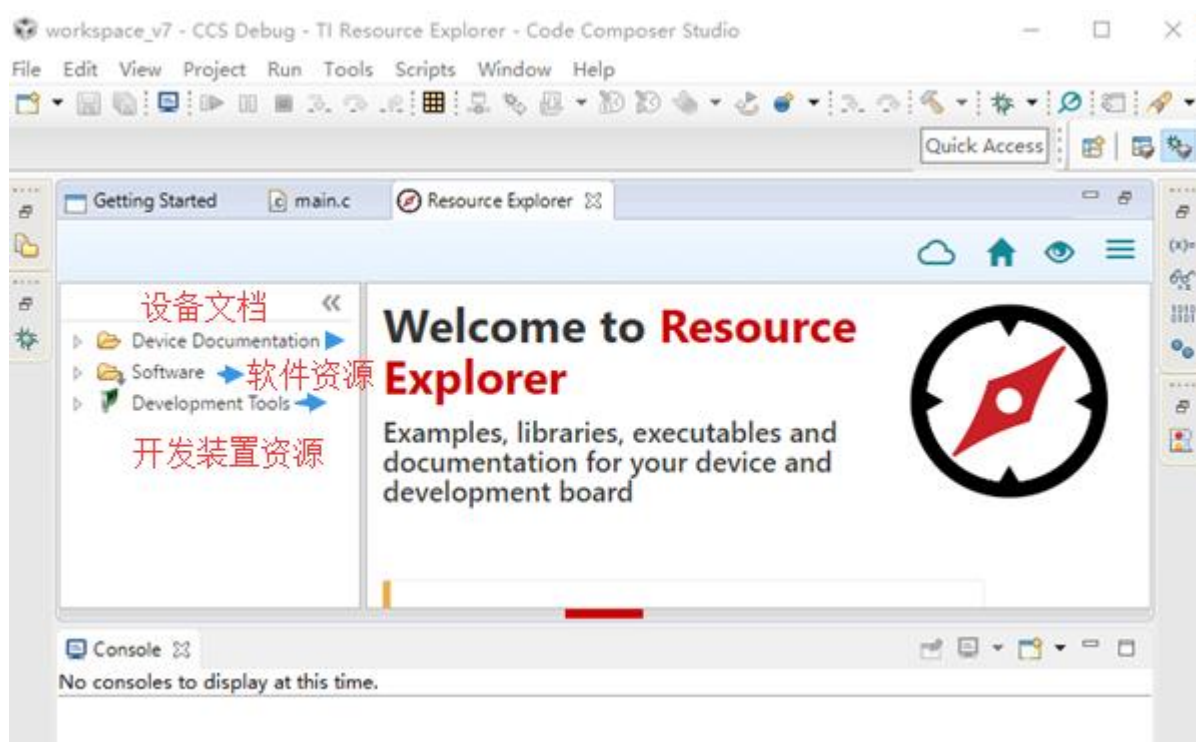 workspace_v7 - CCS Debug - TI Resource Explorer - Code Composer Studio
File Edit View Project Run Tools Scripts Window Help
Quick Access
Getting Started main.c Resource Explorer
(x)=
设备文档
Device Documentation
Software 软件资源
Development Tools
开发装置资源
Welcome to Resource
Explorer
Examples, libraries, executables and
documentation for your device and
development board
1010
0101
Console
No consoles to display at this time.